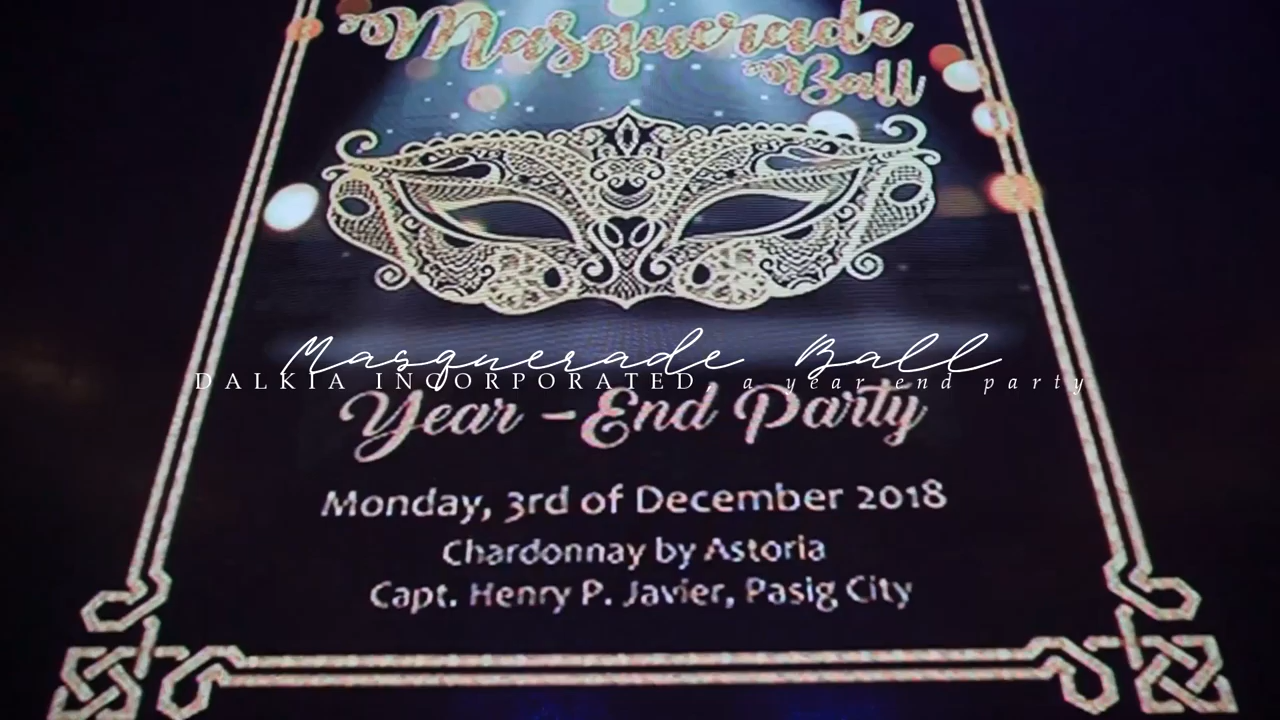 Masquerade
Ball
Masquerade Ball
DALKIA INCORPORATED, a year end party
Year - End Party
Monday, 3rd of December 2018
Chardonnay by Astoria
Capt. Henry P. Javier, Pasig City